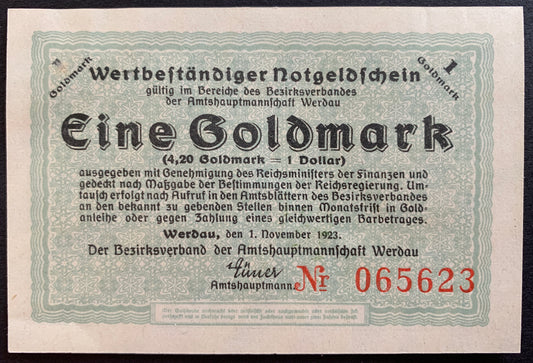 1
Goldmark
1
Goldmark
Wertbeständiger Notgeldschein
gültig im Bereiche des Bezirksverbandes
der Amtshauptmannschaft Werdau
Eine Goldmark
(4,20 Goldmark = 1 Dollar)
ausgegeben mit Genehmigung des Reichsministers der Finanzen und
gedeckt nach Maßgabe der Bestimmungen der Reichsregierung. Um-
tausch erfolgt nach Aufruf in den Amtsblättern des Bezirksverbandes
an den bekannt zu gebenden Stellen binnen Monatsfrist in Gold-
anleihe oder gegen Zahlung eines gleichwertigen Barbetrages.
Werdau, den 1. November 1923.
Der Bezirksverband der Amtshauptmannschaft Werdau
Amtshauptmann
Nr 065623